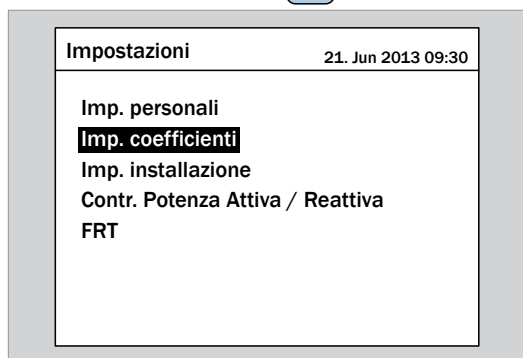 Impostazioni
21. Jun 2013 09:30
Imp. personali
Imp. coefficienti
Imp. installazione
Contr. Potenza Attiva / Reattiva
FRT